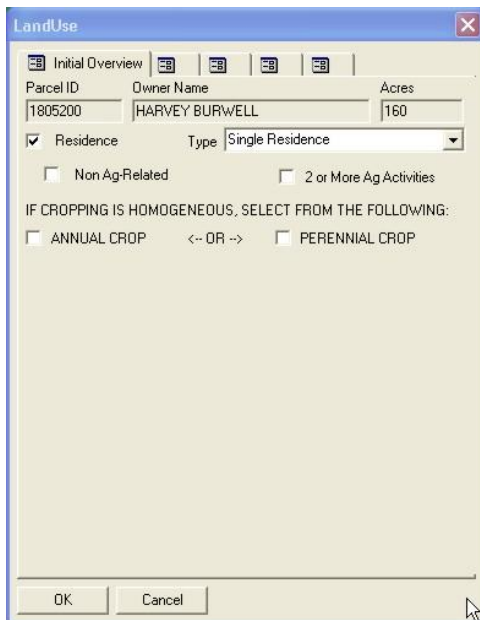 LandUse
Initial Overview
Parcel ID Owner Name Acres
1805200 HARVEY BURWELL 160
Residence Type Single Residence
Non Ag-Related 2 or More Ag Activities
IF CROPPING IS HOMOGENEOUS, SELECT FROM THE FOLLOWING:
ANNUAL CROP <-- OR --> PERENNIAL CROP
OK Cancel